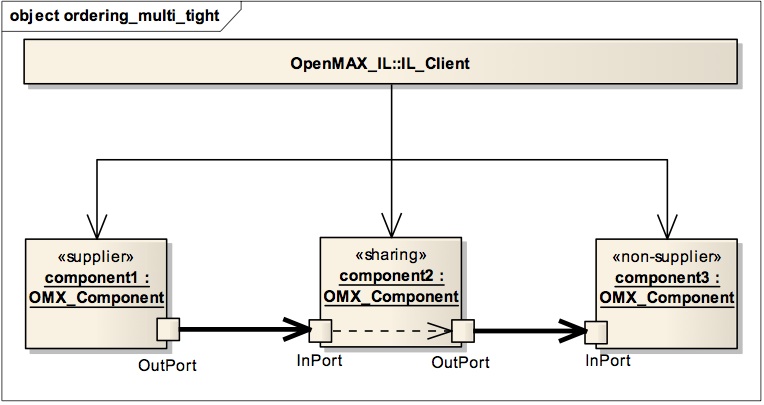 object ordering_multi_tight
OpenMAX_IL::IL_Client
«supplier»
component1 :
OMX_Component
OutPort
«sharing»
component2 :
OMX_Component
InPort
OutPort
«non-supplier»
component3 :
OMX_Component
InPort